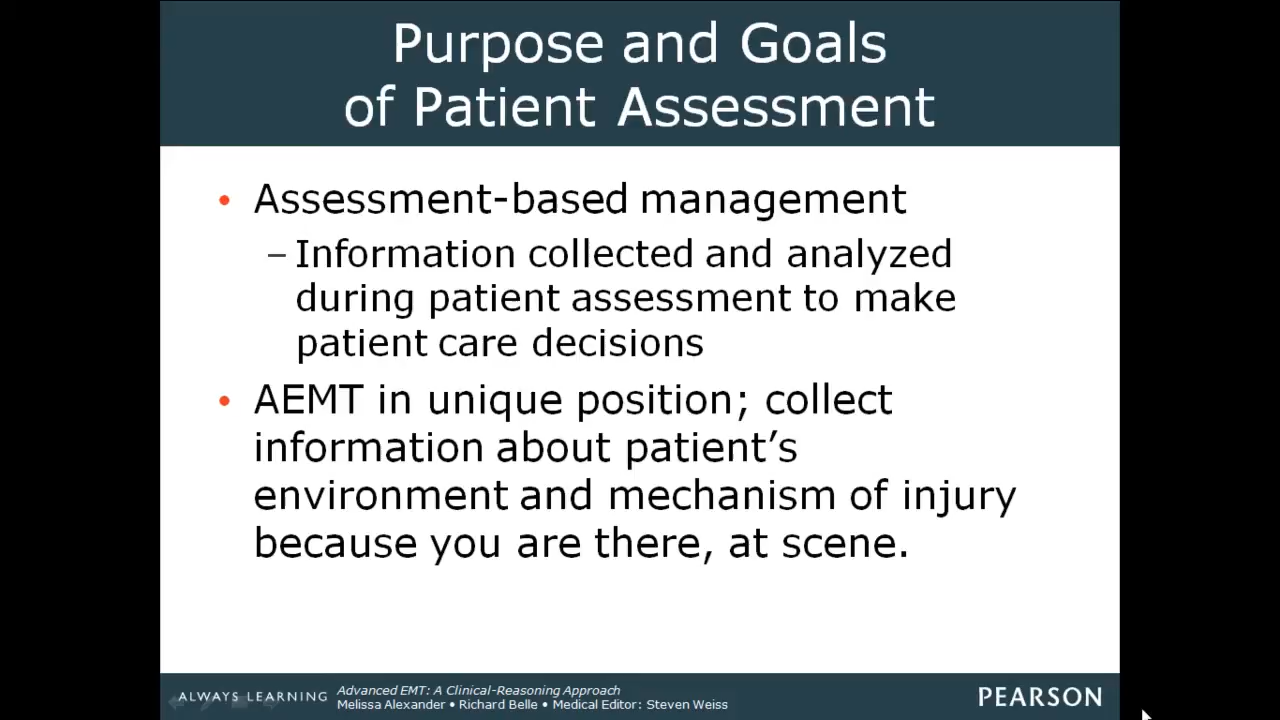 Purpose and Goals
of Patient Assessment
• Assessment-based management
– Information collected and analyzed
during patient assessment to make
patient care decisions
• AEMT in unique position; collect
information about patient’s
environment and mechanism of injury
because you are there, at scene.
ALWAYS LEARNING
Advanced EMT: A Clinical-Reasoning Approach
Melissa Alexander • Richard Belle • Medical Editor: Steven Weiss
PEARSON